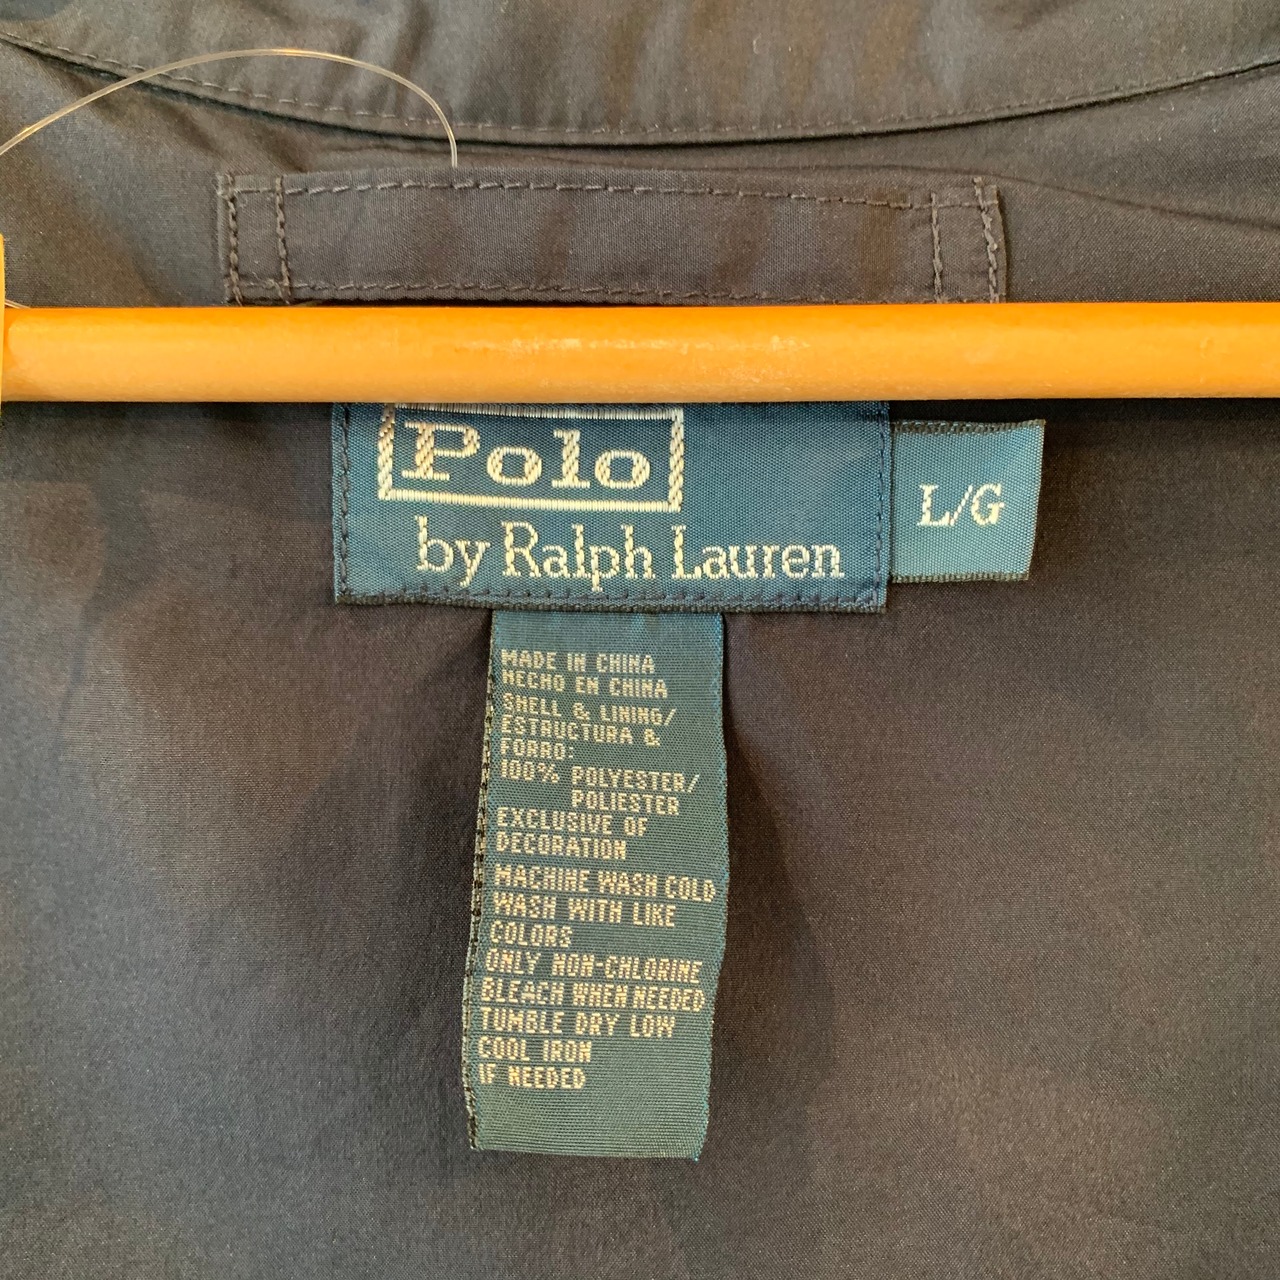 Polo
by Ralph Lauren
L/G
MADE IN CHINA
HECHO EN CHINA
SHELL & LINING/
ESTRUCTURA &
FORRO:
100% POLYESTER/
POLIESTER
EXCLUSIVE OF
DECORATION
MACHINE WASH COLD
WASH WITH LIKE
COLORS
ONLY NON-CHLORINE
BLEACH WHEN NEEDED
TUMBLE DRY LOW
COOL IRON
IF NEEDED